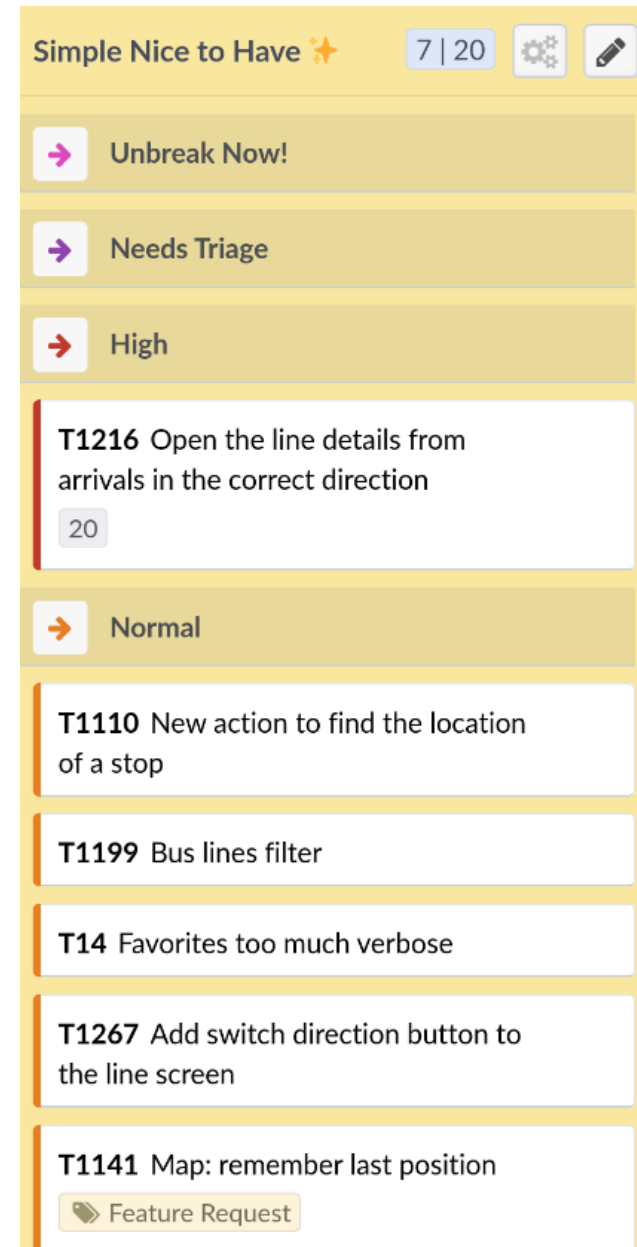 Simple Nice to Have ✨ 7 | 20
Unbreak Now!
Needs Triage
High
T1216 Open the line details from
arrivals in the correct direction
20
Normal
T1110 New action to find the location
of a stop
T1199 Bus lines filter
T14 Favorites too much verbose
T1267 Add switch direction button to
the line screen
T1141 Map: remember last position
Feature Request